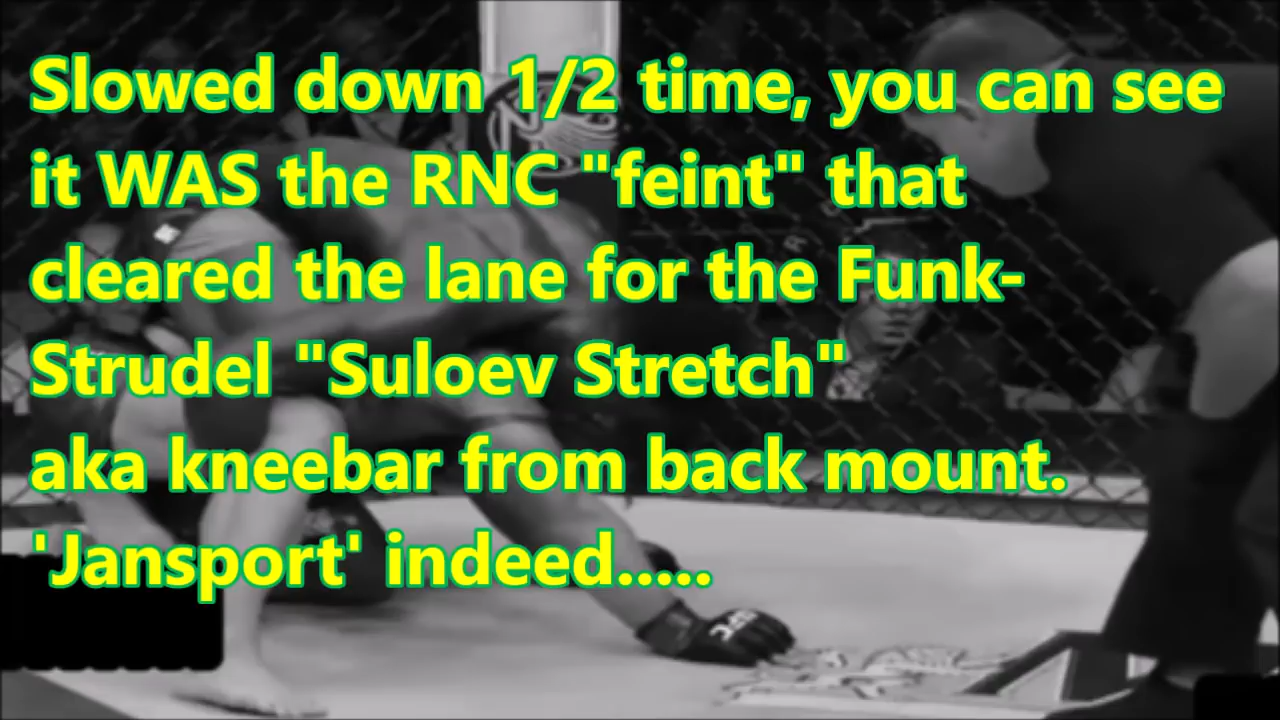 Slowed down 1/2 time, you can see
it WAS the RNC "feint" that
cleared the lane for the Funk-
Strudel "Suloev Stretch"
aka kneebar from back mount.
'Jansport' indeed.....
UFC